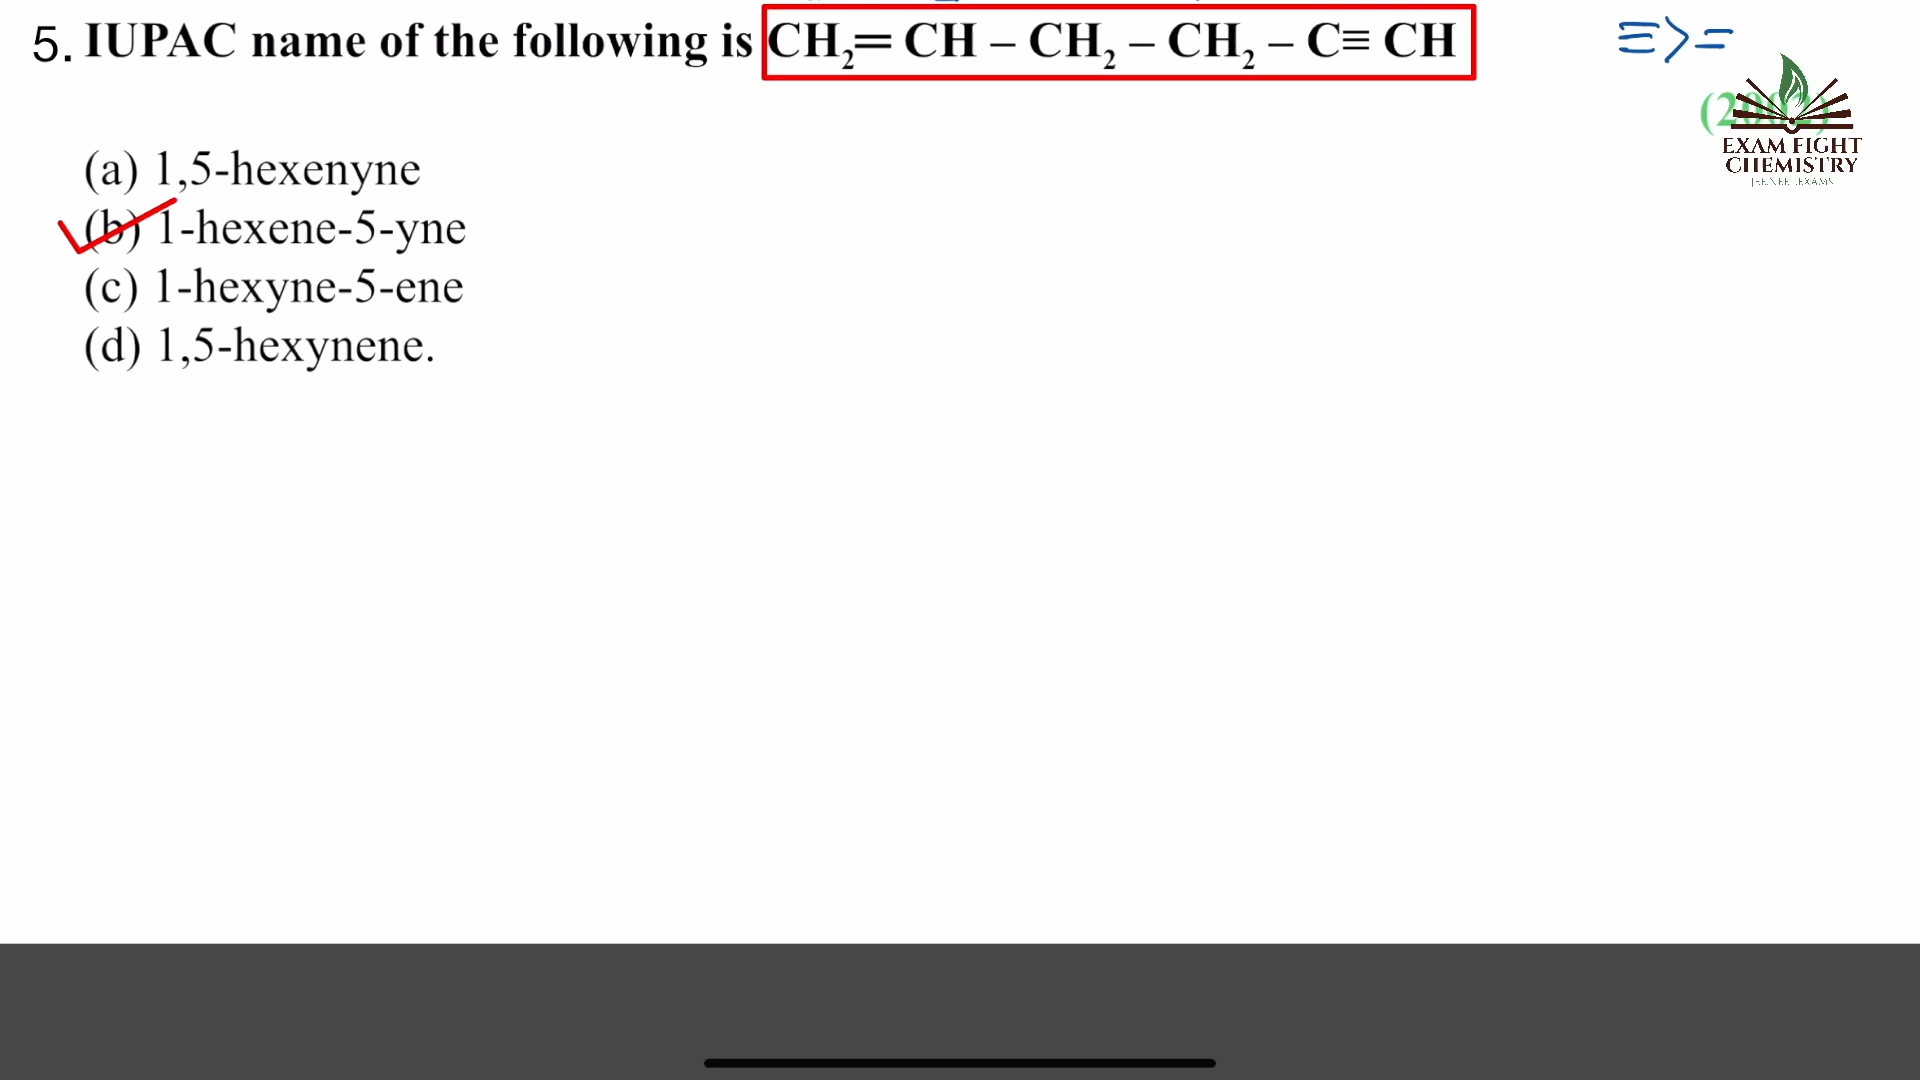 5. IUPAC name of the following is CH₂= CH – CH₂ – CH₂ – C≡ CH
≡>=
(2002)
EXAM FIGHT
CHEMISTRY
(a) 1,5-hexenyne
(b) 1-hexene-5-yne
(c) 1-hexyne-5-ene
(d) 1,5-hexynene.